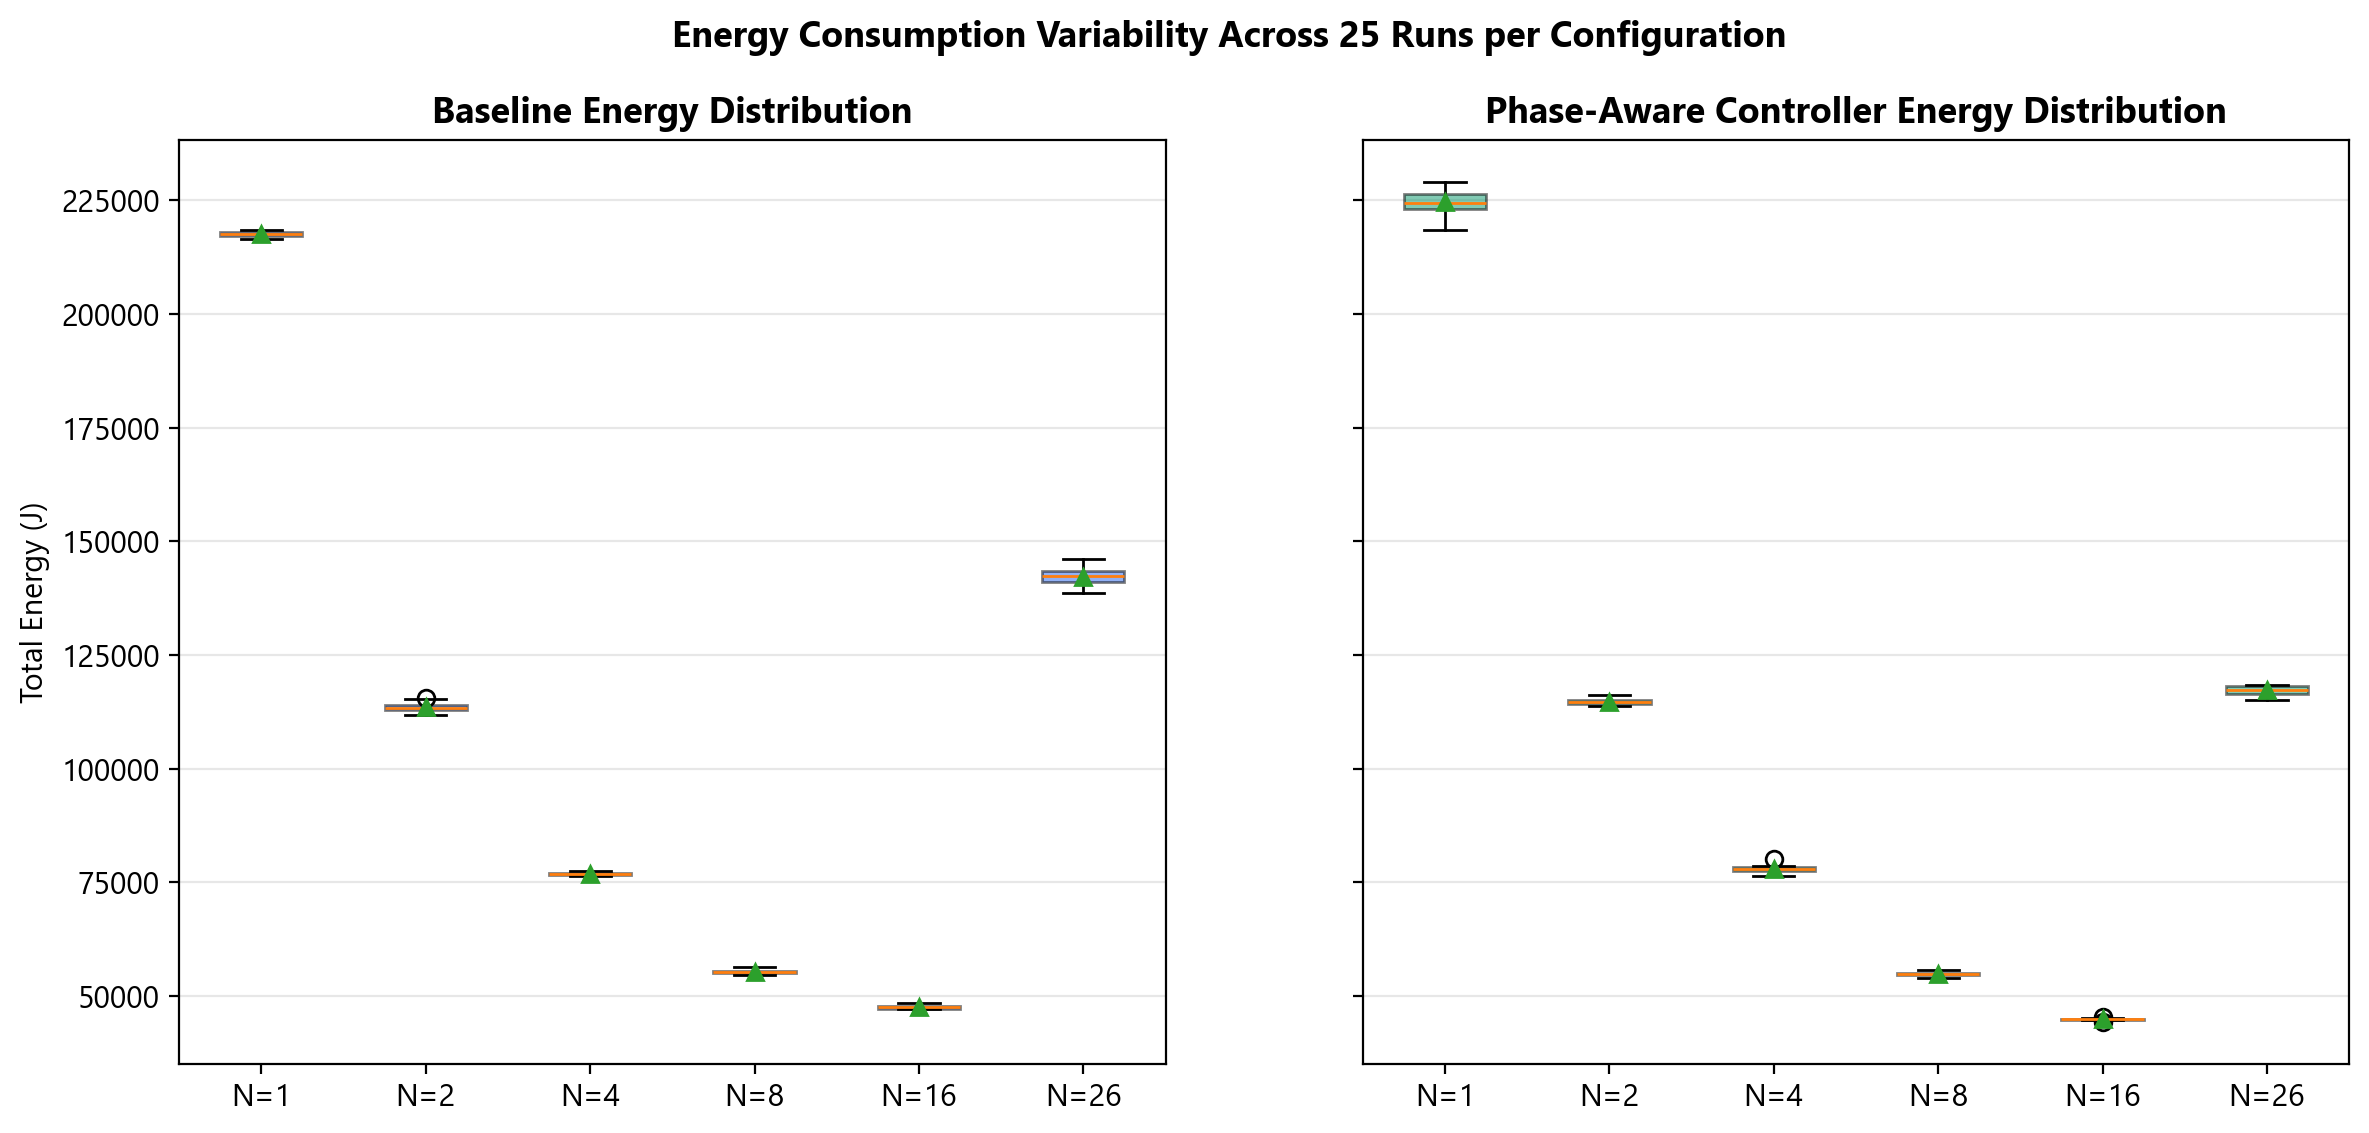 Energy Consumption Variability Across 25 Runs per Configuration
Baseline Energy Distribution
Total Energy (J)
225000
200000
175000
150000
125000
100000
75000
50000
N=1 N=2 N=4 N=8 N=16 N=26
Phase-Aware Controller Energy Distribution
N=1 N=2 N=4 N=8 N=16 N=26